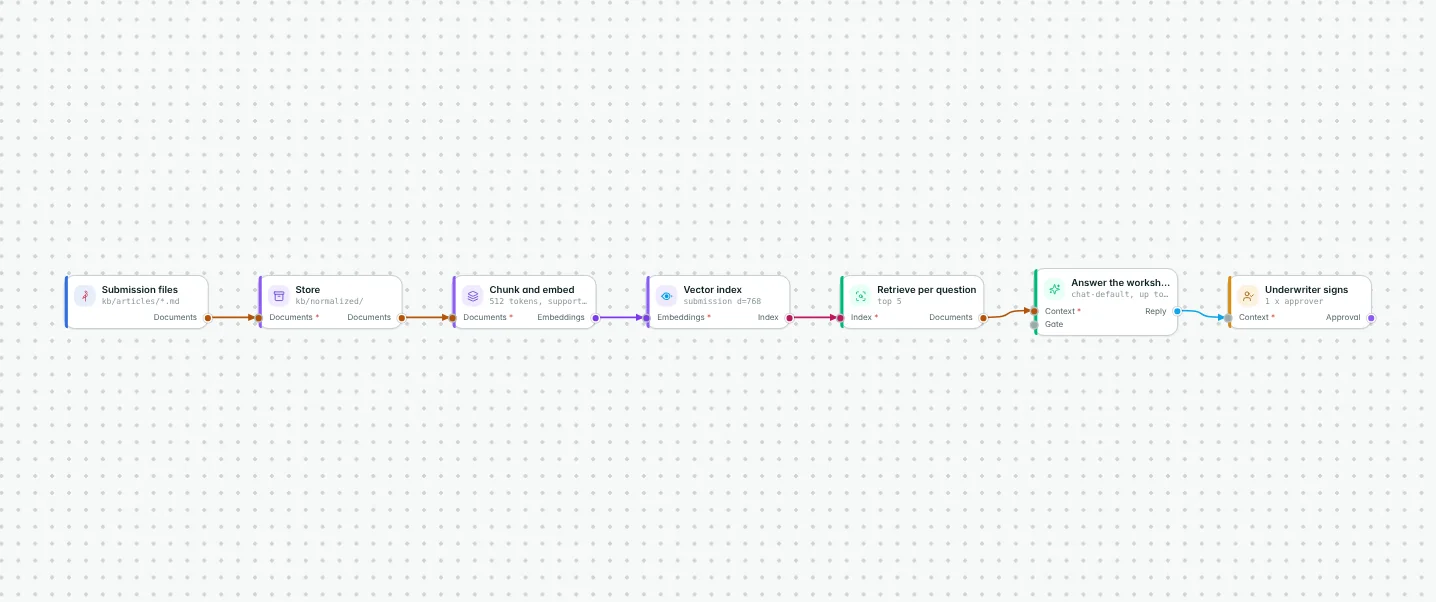 Submission files
kb/articles/*.md
Documents
Store
kb/normalized/
Documents * Documents
Chunk and embed
512 tokens, support…
Documents * Embeddings
Vector index
submission d=768
Embeddings * Index
Retrieve per question
top 5
Index * Documents
Answer the worksh…
chat-default, up to…
Context * Reply
Gate
Underwriter signs
1 x approver
Context * Approval